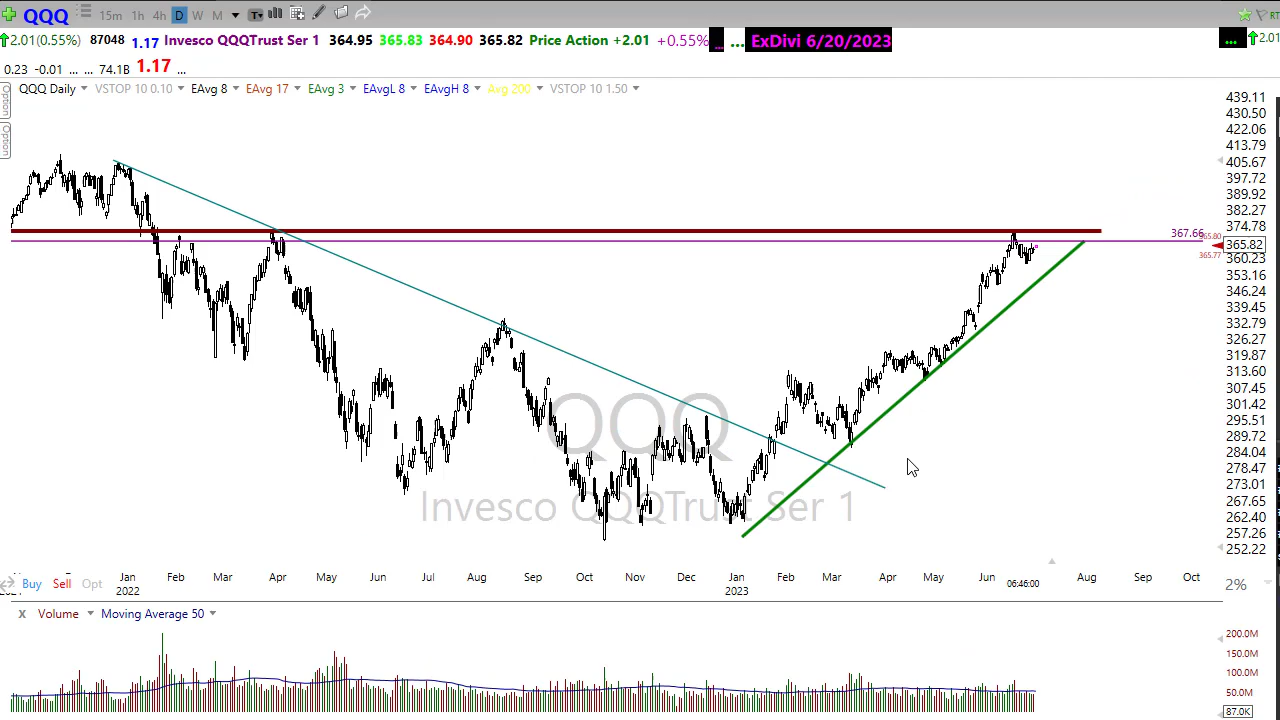 QQQ 15m 1h 4h D W M T
2.01(0.55%) 87048 1.17 Invesco QQQTrust Ser 1 364.95 365.83 364.90 365.82 Price Action +2.01 +0.55% ... ... ExDivi 6/20/2023 ... 2.01
0.23 -0.01 ... ... 74.1B 1.17 ...
QQQ Daily VSTOP 10 0.10 EAvg 8 EAvg 17 EAvg 3 EAvgL 8 EAvgH 8 Avg 200 VSTOP 10 1.50
Option
Option
439.11
430.50
422.06
413.79
405.67
397.72
389.92
382.27
374.78
367.66
365.80
365.82
365.77
360.23
353.16
346.24
339.45
332.79
326.27
319.87
313.60
307.45
301.42
295.51
289.72
284.04
278.47
273.01
267.65
262.40
257.26
252.22
QQQ
Invesco QQQTrust Ser 1
Buy Sell Opt
Jan Feb Mar Apr May Jun Jul Aug Sep Oct Nov Dec Jan Feb Mar Apr May Jun 06:46:00 Aug Sep Oct 2%
2022 2023
X Volume Moving Average 50
200.0M
150.0M
100.0M
50.0M
87.0K